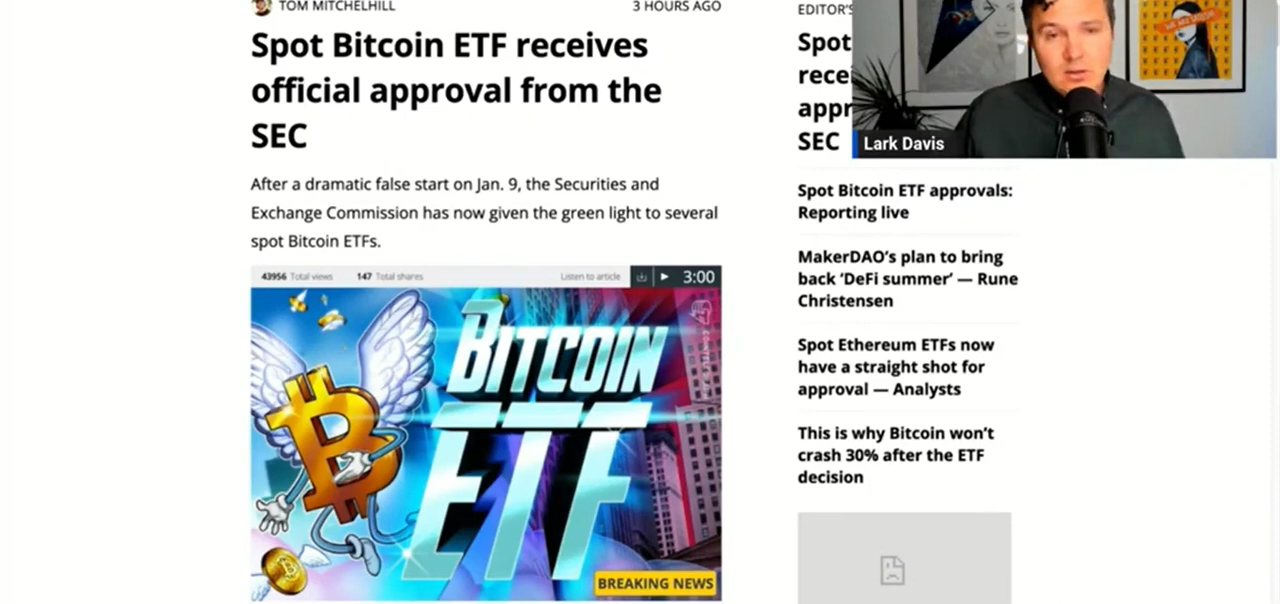 TOM MITCHELHILL
3 HOURS AGO
Spot Bitcoin ETF receives
official approval from the
SEC
After a dramatic false start on Jan. 9, the Securities and
Exchange Commission has now given the green light to several
spot Bitcoin ETFs.
43956 Total views 147 Total shares Listen to article 3:00
BITCOIN
ETF
BREAKING NEWS
EDITOR'S
Spot
SEC
Lark Davis
Spot Bitcoin ETF approvals:
Reporting live
MakerDAO's plan to bring
back 'DeFi summer' — Rune
Christensen
Spot Ethereum ETFs now
have a straight shot for
approval — Analysts
This is why Bitcoin won't
crash 30% after the ETF
decision